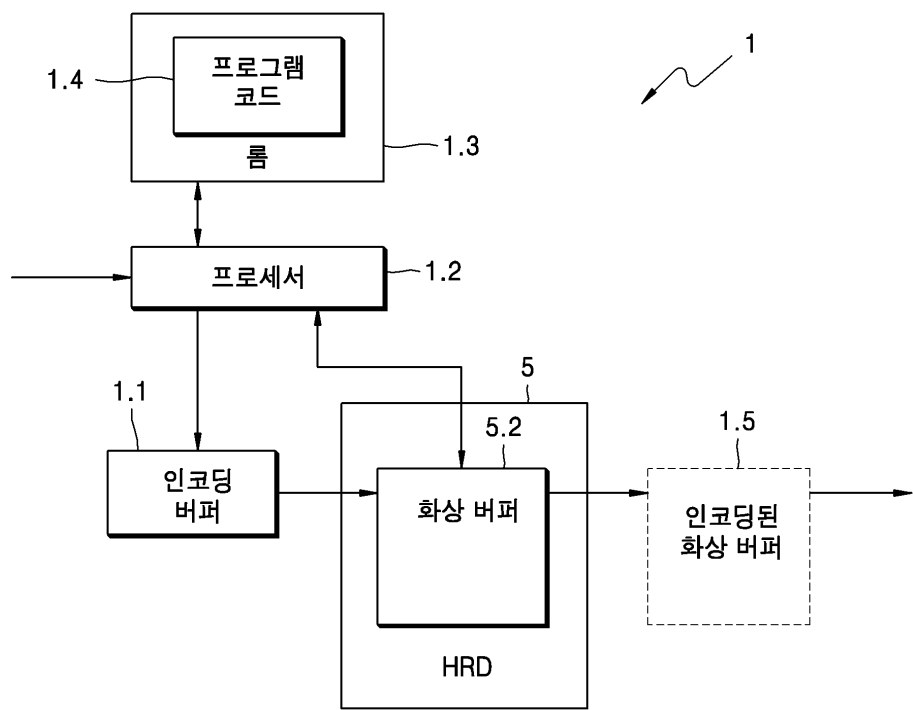 프로그램
코드
1.4
1
롬
1.3
프로세서
1.2
1.1
5
5.2
1.5
인코딩
버퍼
화상 버퍼
인코딩된
화상 버퍼
HRD